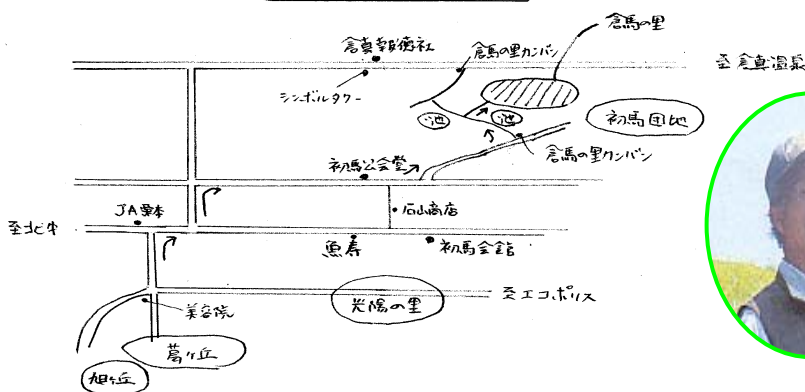 倉馬の里
倉真報徳社
倉馬の里カンバン
至倉真温泉
シンボルタワー
池
池
初馬団地
初馬公会堂
倉馬の里カンバン
JA栗本
石山商店
至北中
魚寿
初馬会館
美容院
光陽の里
至エコポリス
葛ヶ丘
旭ヶ丘